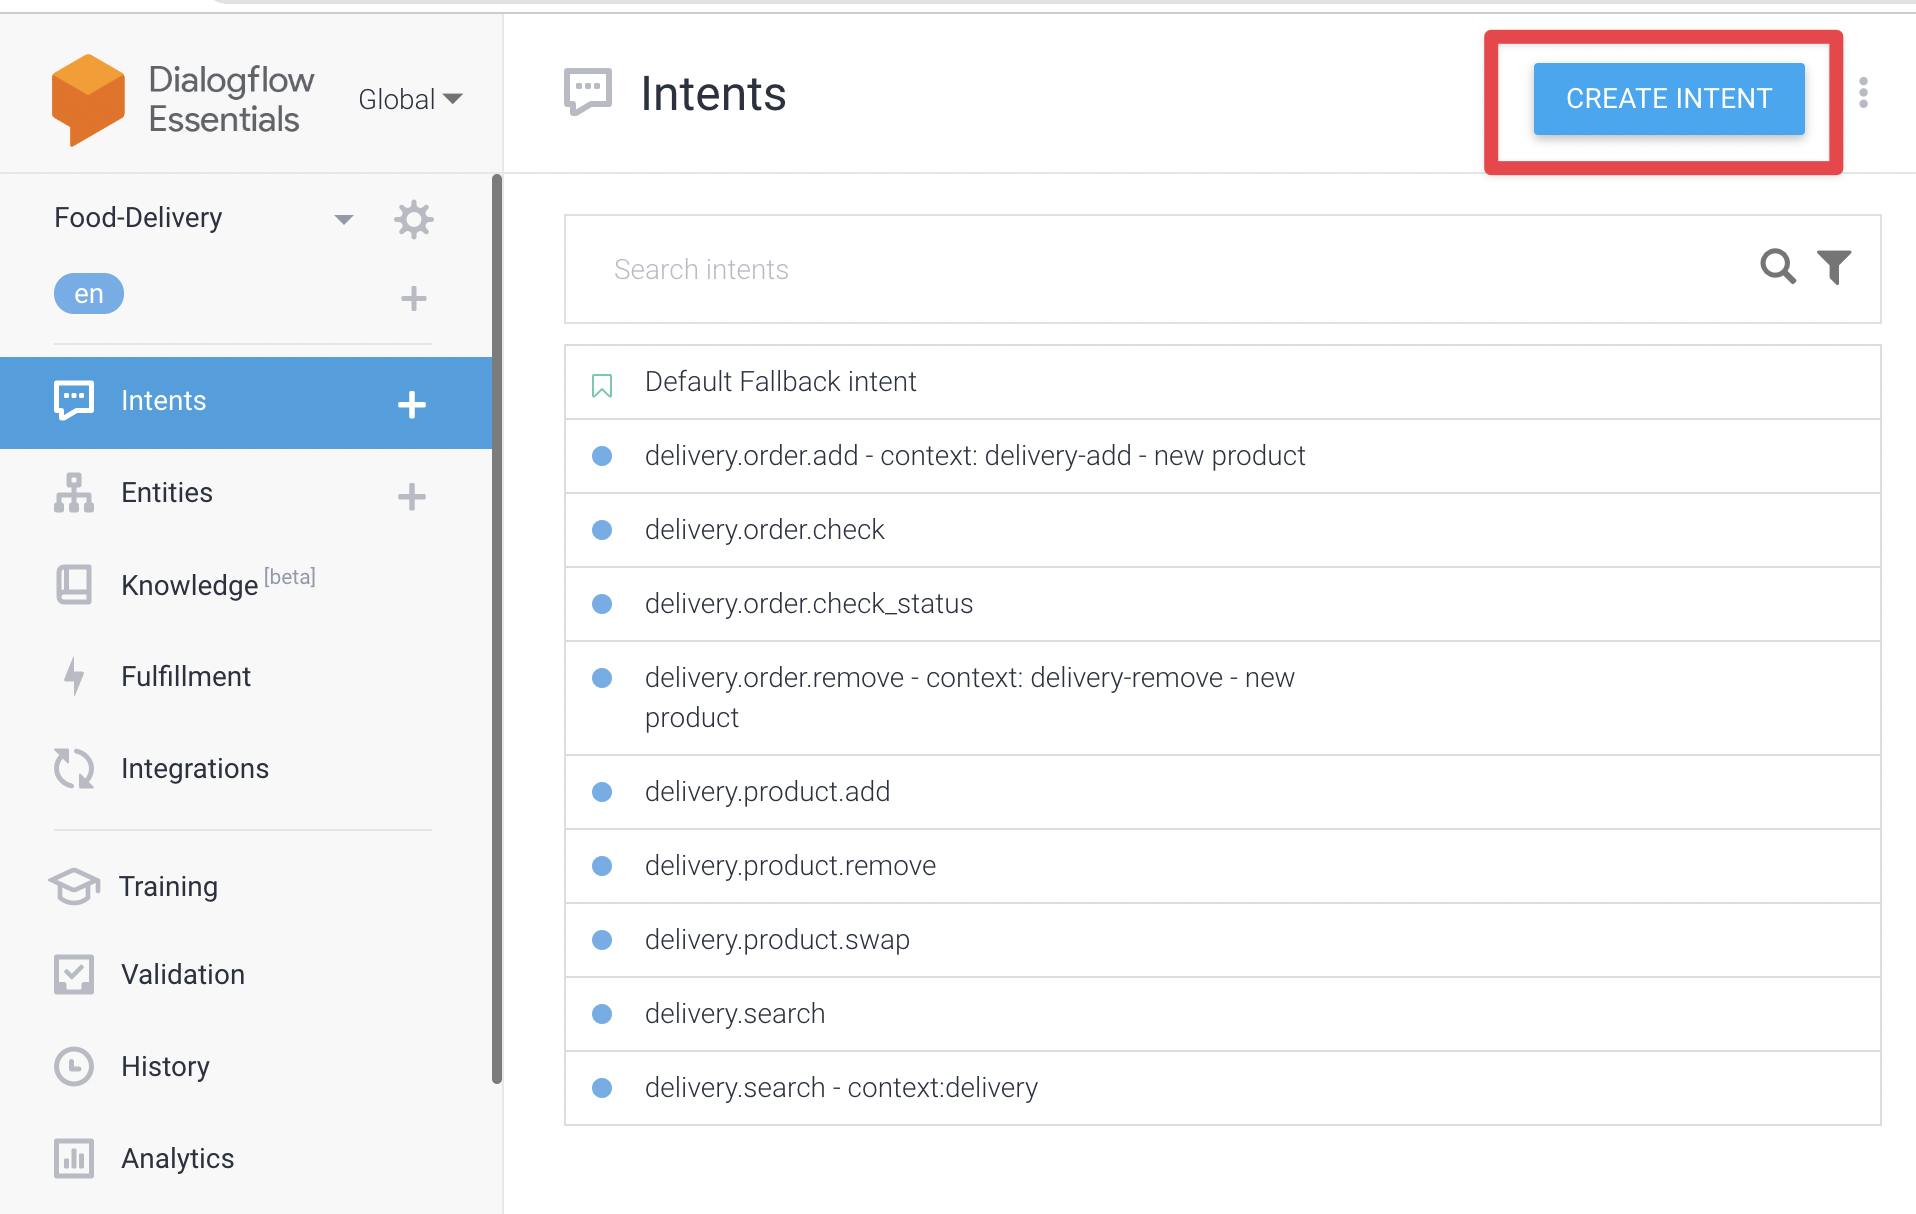 Dialogflow
Essentials
Global
Food-Delivery
en
Intents
Entities
Knowledge [beta]
Fulfillment
Integrations
Training
Validation
History
Analytics
Intents
CREATE INTENT
Search intents
Default Fallback intent
delivery.order.add - context: delivery-add - new product
delivery.order.check
delivery.order.check_status
delivery.order.remove - context: delivery-remove - new
product
delivery.product.add
delivery.product.remove
delivery.product.swap
delivery.search
delivery.search - context:delivery